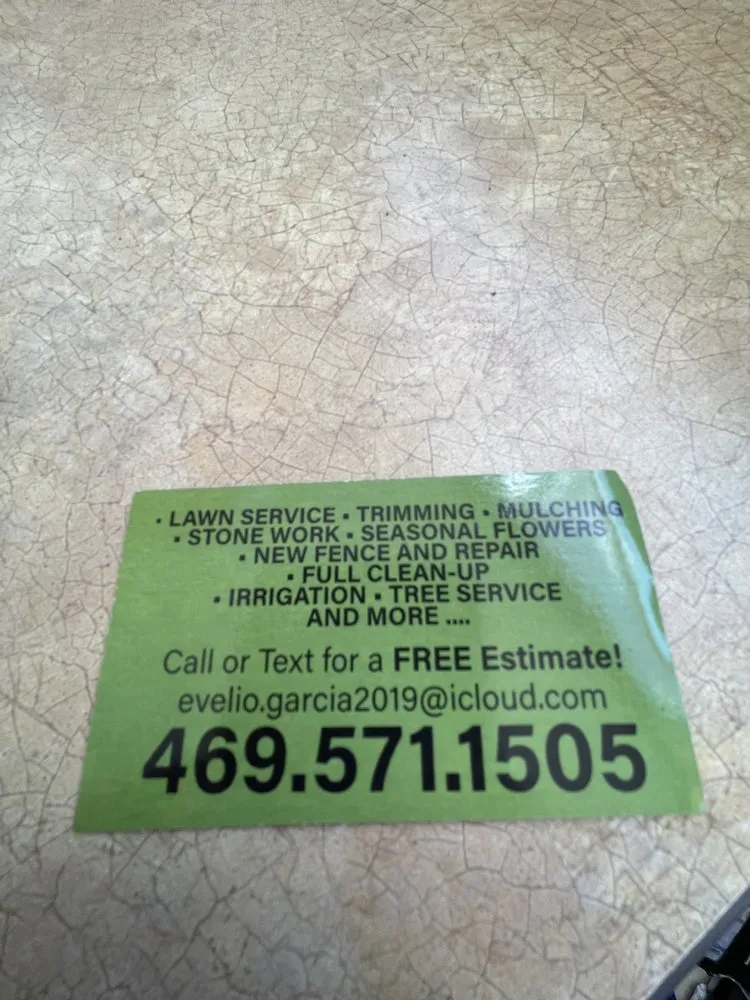 · LAWN SERVICE · TRIMMING · MULCHING
· STONE WORK · SEASONAL FLOWERS
· NEW FENCE AND REPAIR
· FULL CLEAN-UP
· IRRIGATION · TREE SERVICE
AND MORE ....
Call or Text for a FREE Estimate!
evelio.garcia2019@icloud.com
469.571.1505